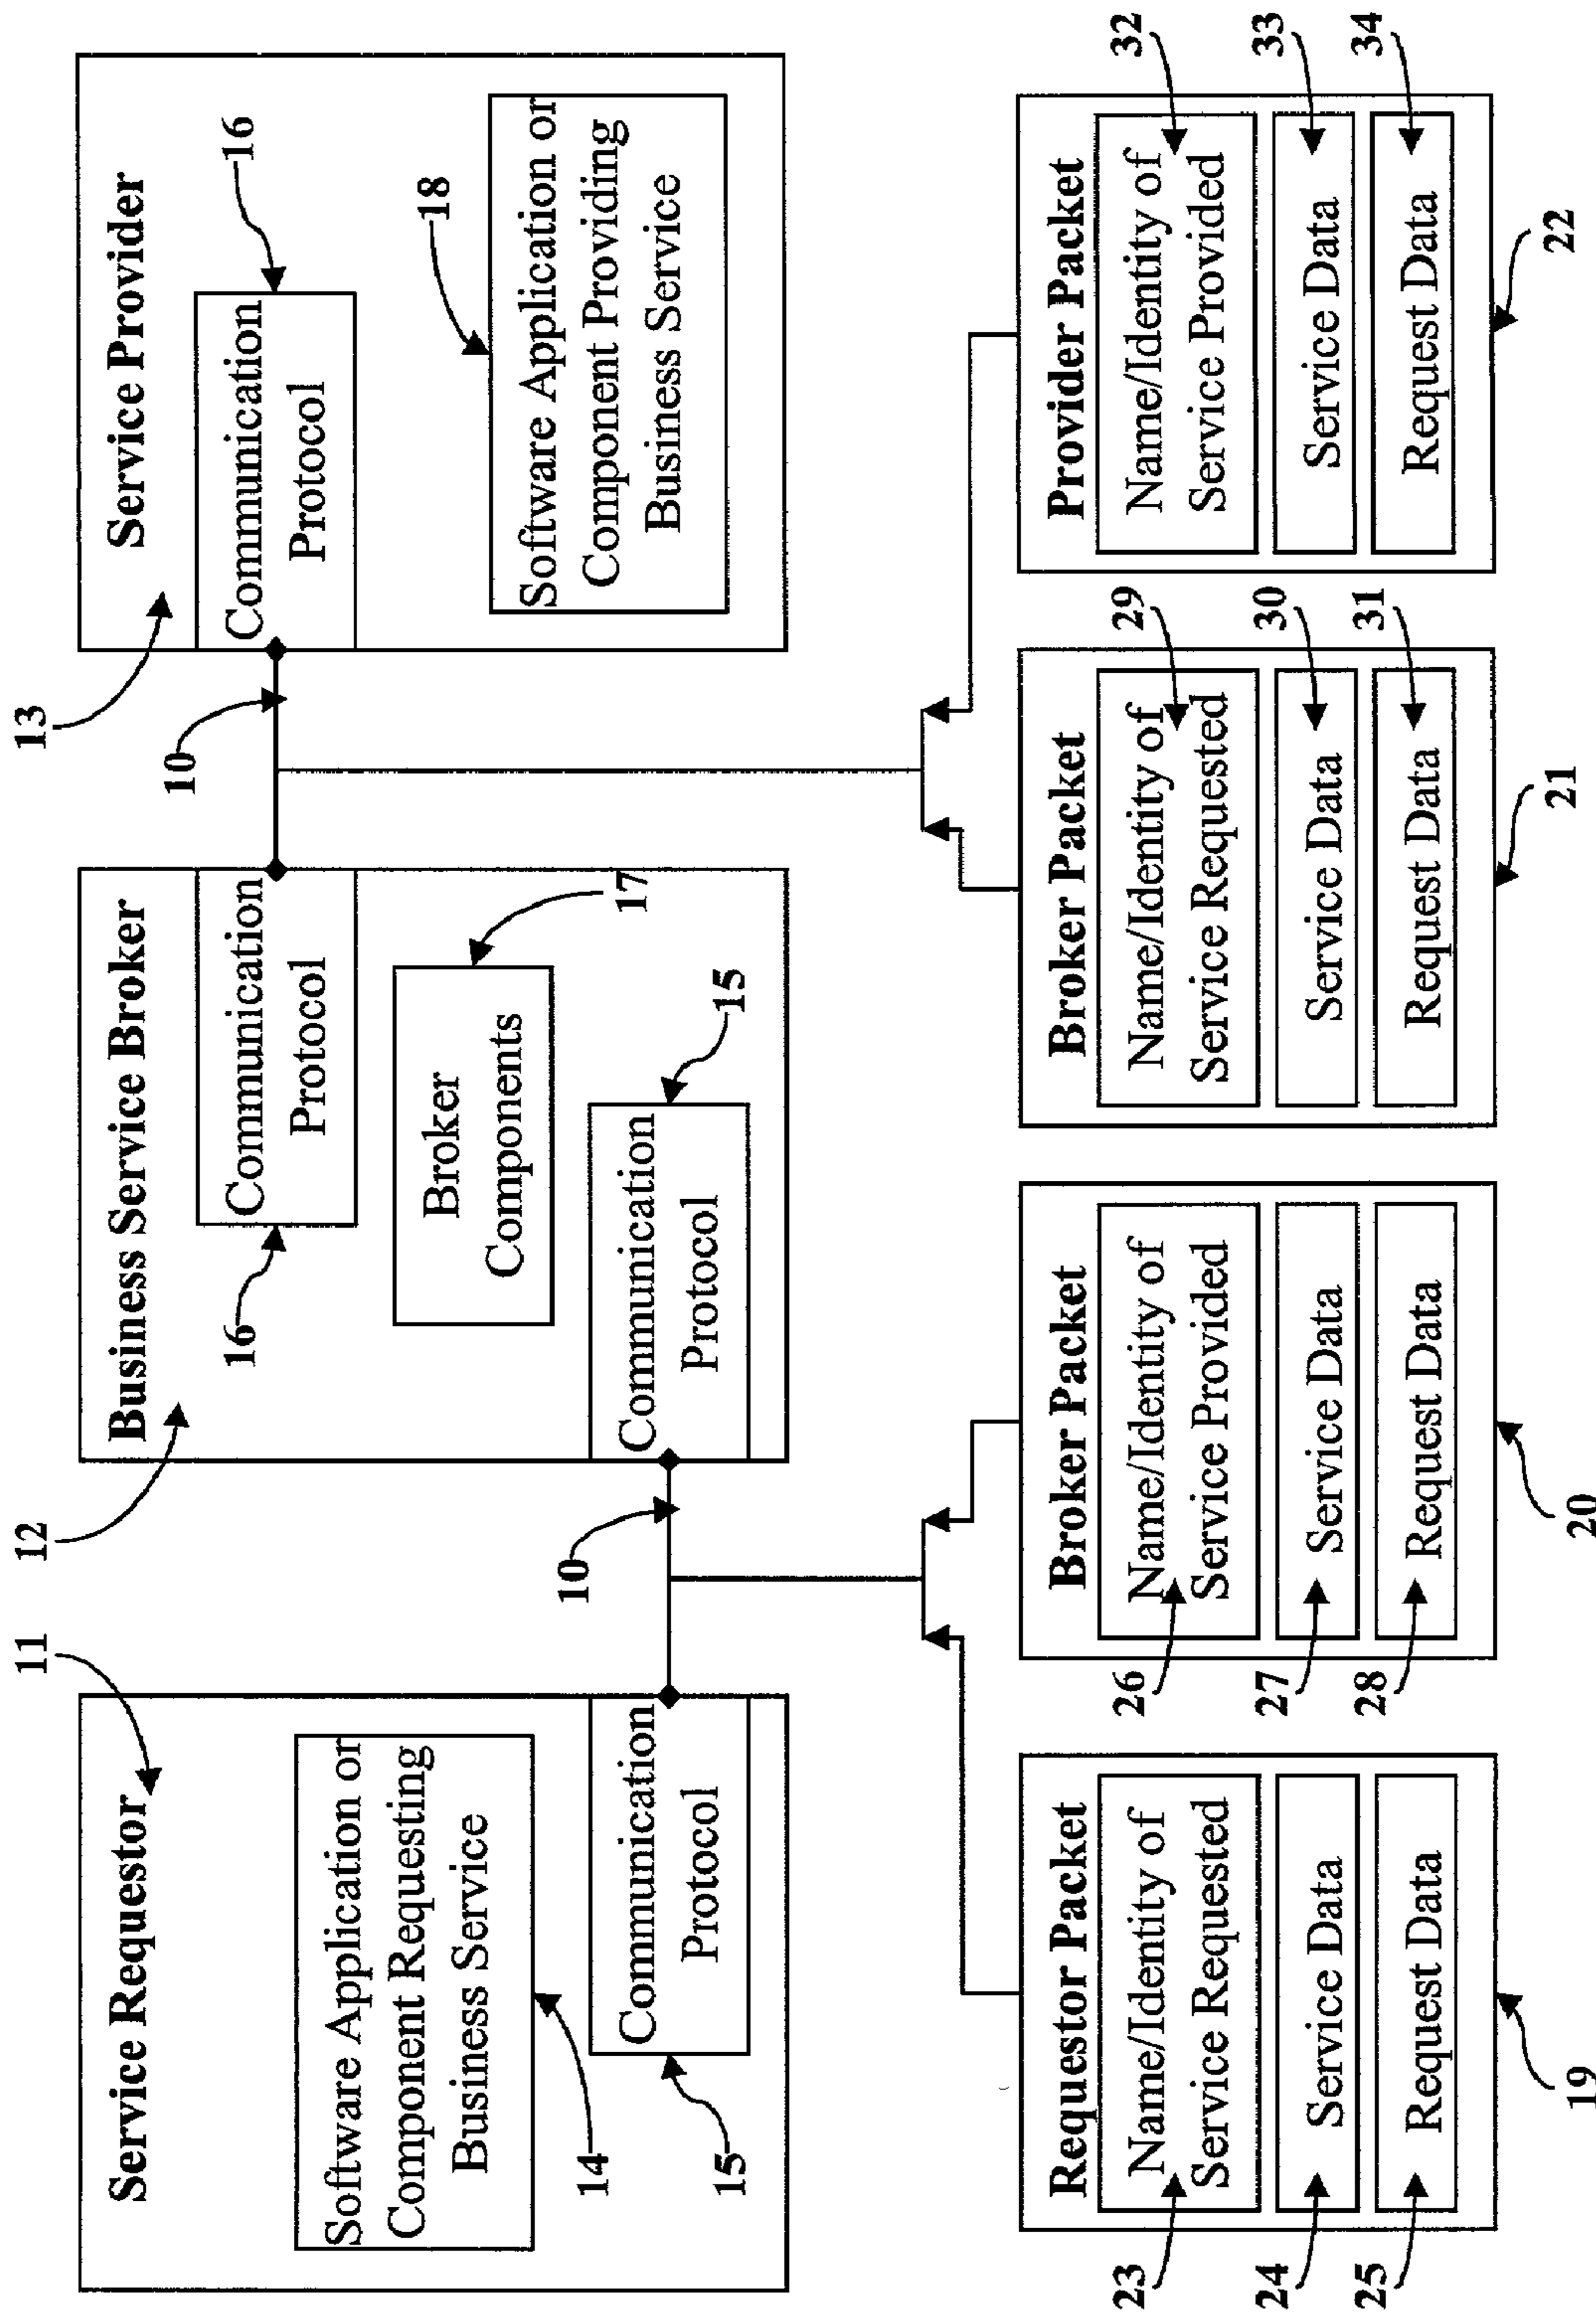 11
12
13
Service Requestor
Software Application or
Component Requesting
Business Service
14
Communication
Protocol
15
10
Business Service Broker
Communication
Protocol
16
Broker
Components
17
Communication
Protocol
15
10
Service Provider
Communication
Protocol
16
Software Application or
Component Providing
Business Service
18
Requestor Packet
Name/Identity of
Service Requested
23
Service Data
24
Request Data
25
19
Broker Packet
Name/Identity of
Service Provided
26
Service Data
27
Request Data
28
20
Broker Packet
Name/Identity of
Service Requested
29
Service Data
30
Request Data
31
21
Provider Packet
Name/Identity of
Service Provided
32
Service Data
33
Request Data
34
22